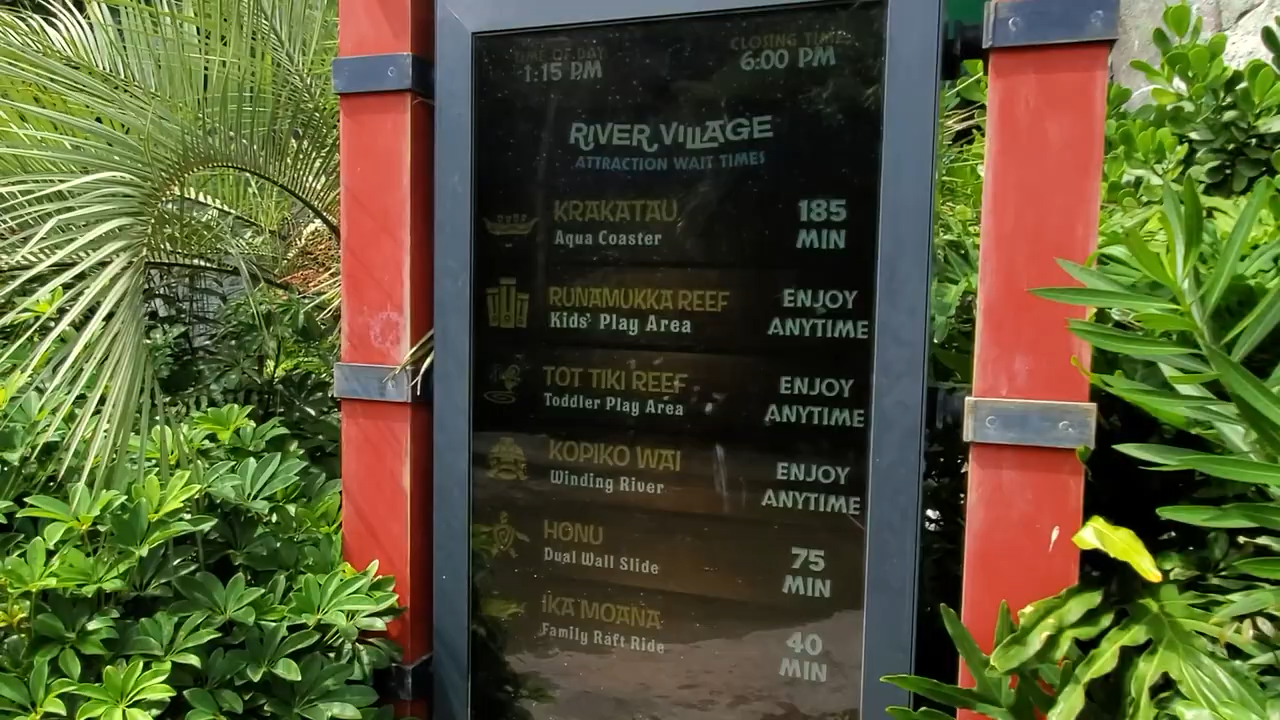 TIME OF DAY
1:15 PM
CLOSING TIME
6:00 PM
RIVER VILLAGE
ATTRACTION WAIT TIMES
KRAKATAU
Aqua Coaster
185
MIN
RUNAMUKKA REEF
Kids' Play Area
ENJOY
ANYTIME
TOT TIKI REEF
Toddler Play Area
ENJOY
ANYTIME
KOPIKO WAI
Winding River
ENJOY
ANYTIME
HONU
Dual Wall Slide
75
MIN
IKA MOANA
Family Raft Ride
40
MIN